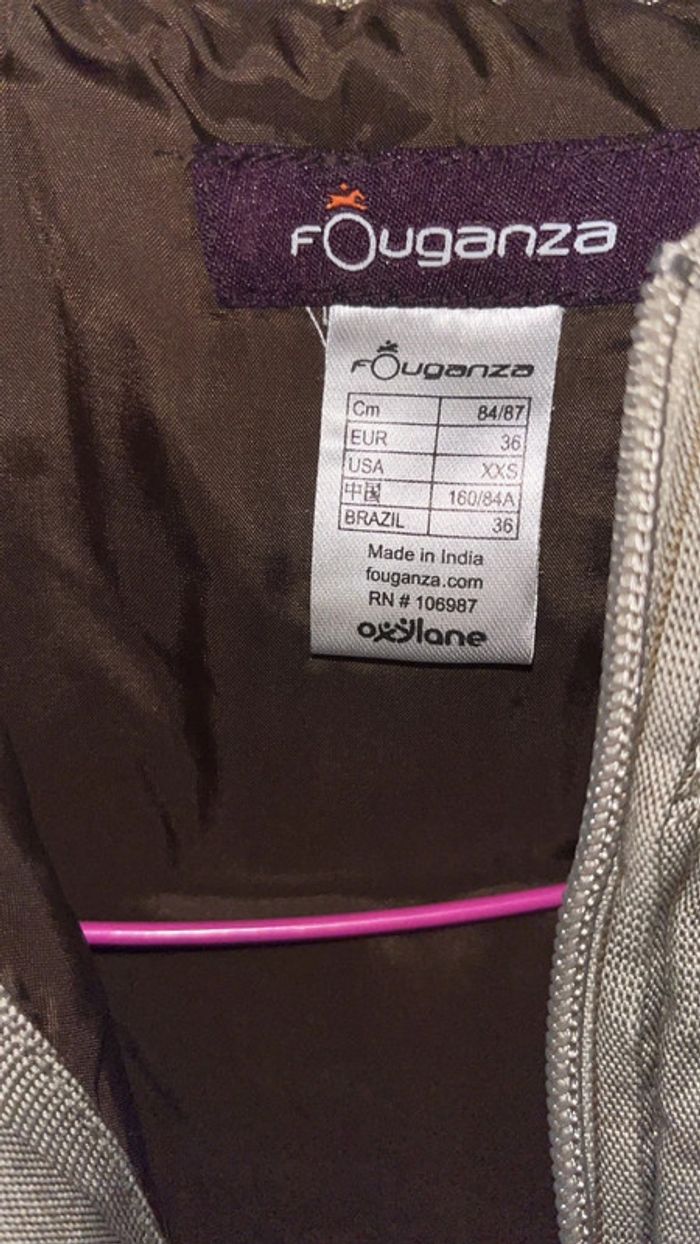 fOuganza
fOuganza
Cm 84/87
EUR 36
USA XXS
中国 160/84A
BRAZIL 36
Made in India
fouganza.com
RN # 106987
oxylane